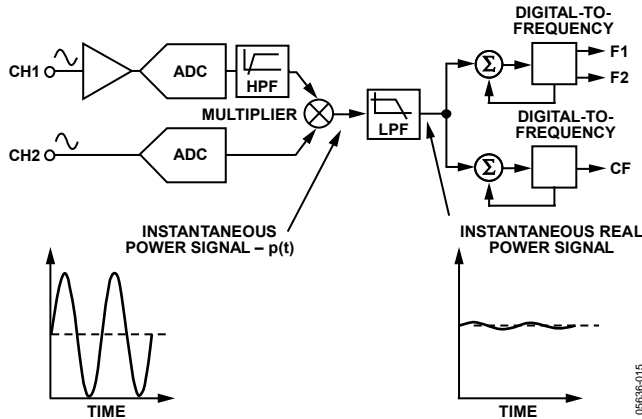 DIGITAL-TO-
FREQUENCY
F1
F2
CH1
ADC
HPF
Σ
MULTIPLIER
LPF
DIGITAL-TO-
FREQUENCY
CH2
ADC
Σ
CF
INSTANTANEOUS
POWER SIGNAL – p(t)
INSTANTANEOUS REAL
POWER SIGNAL
TIME
TIME
05636-015